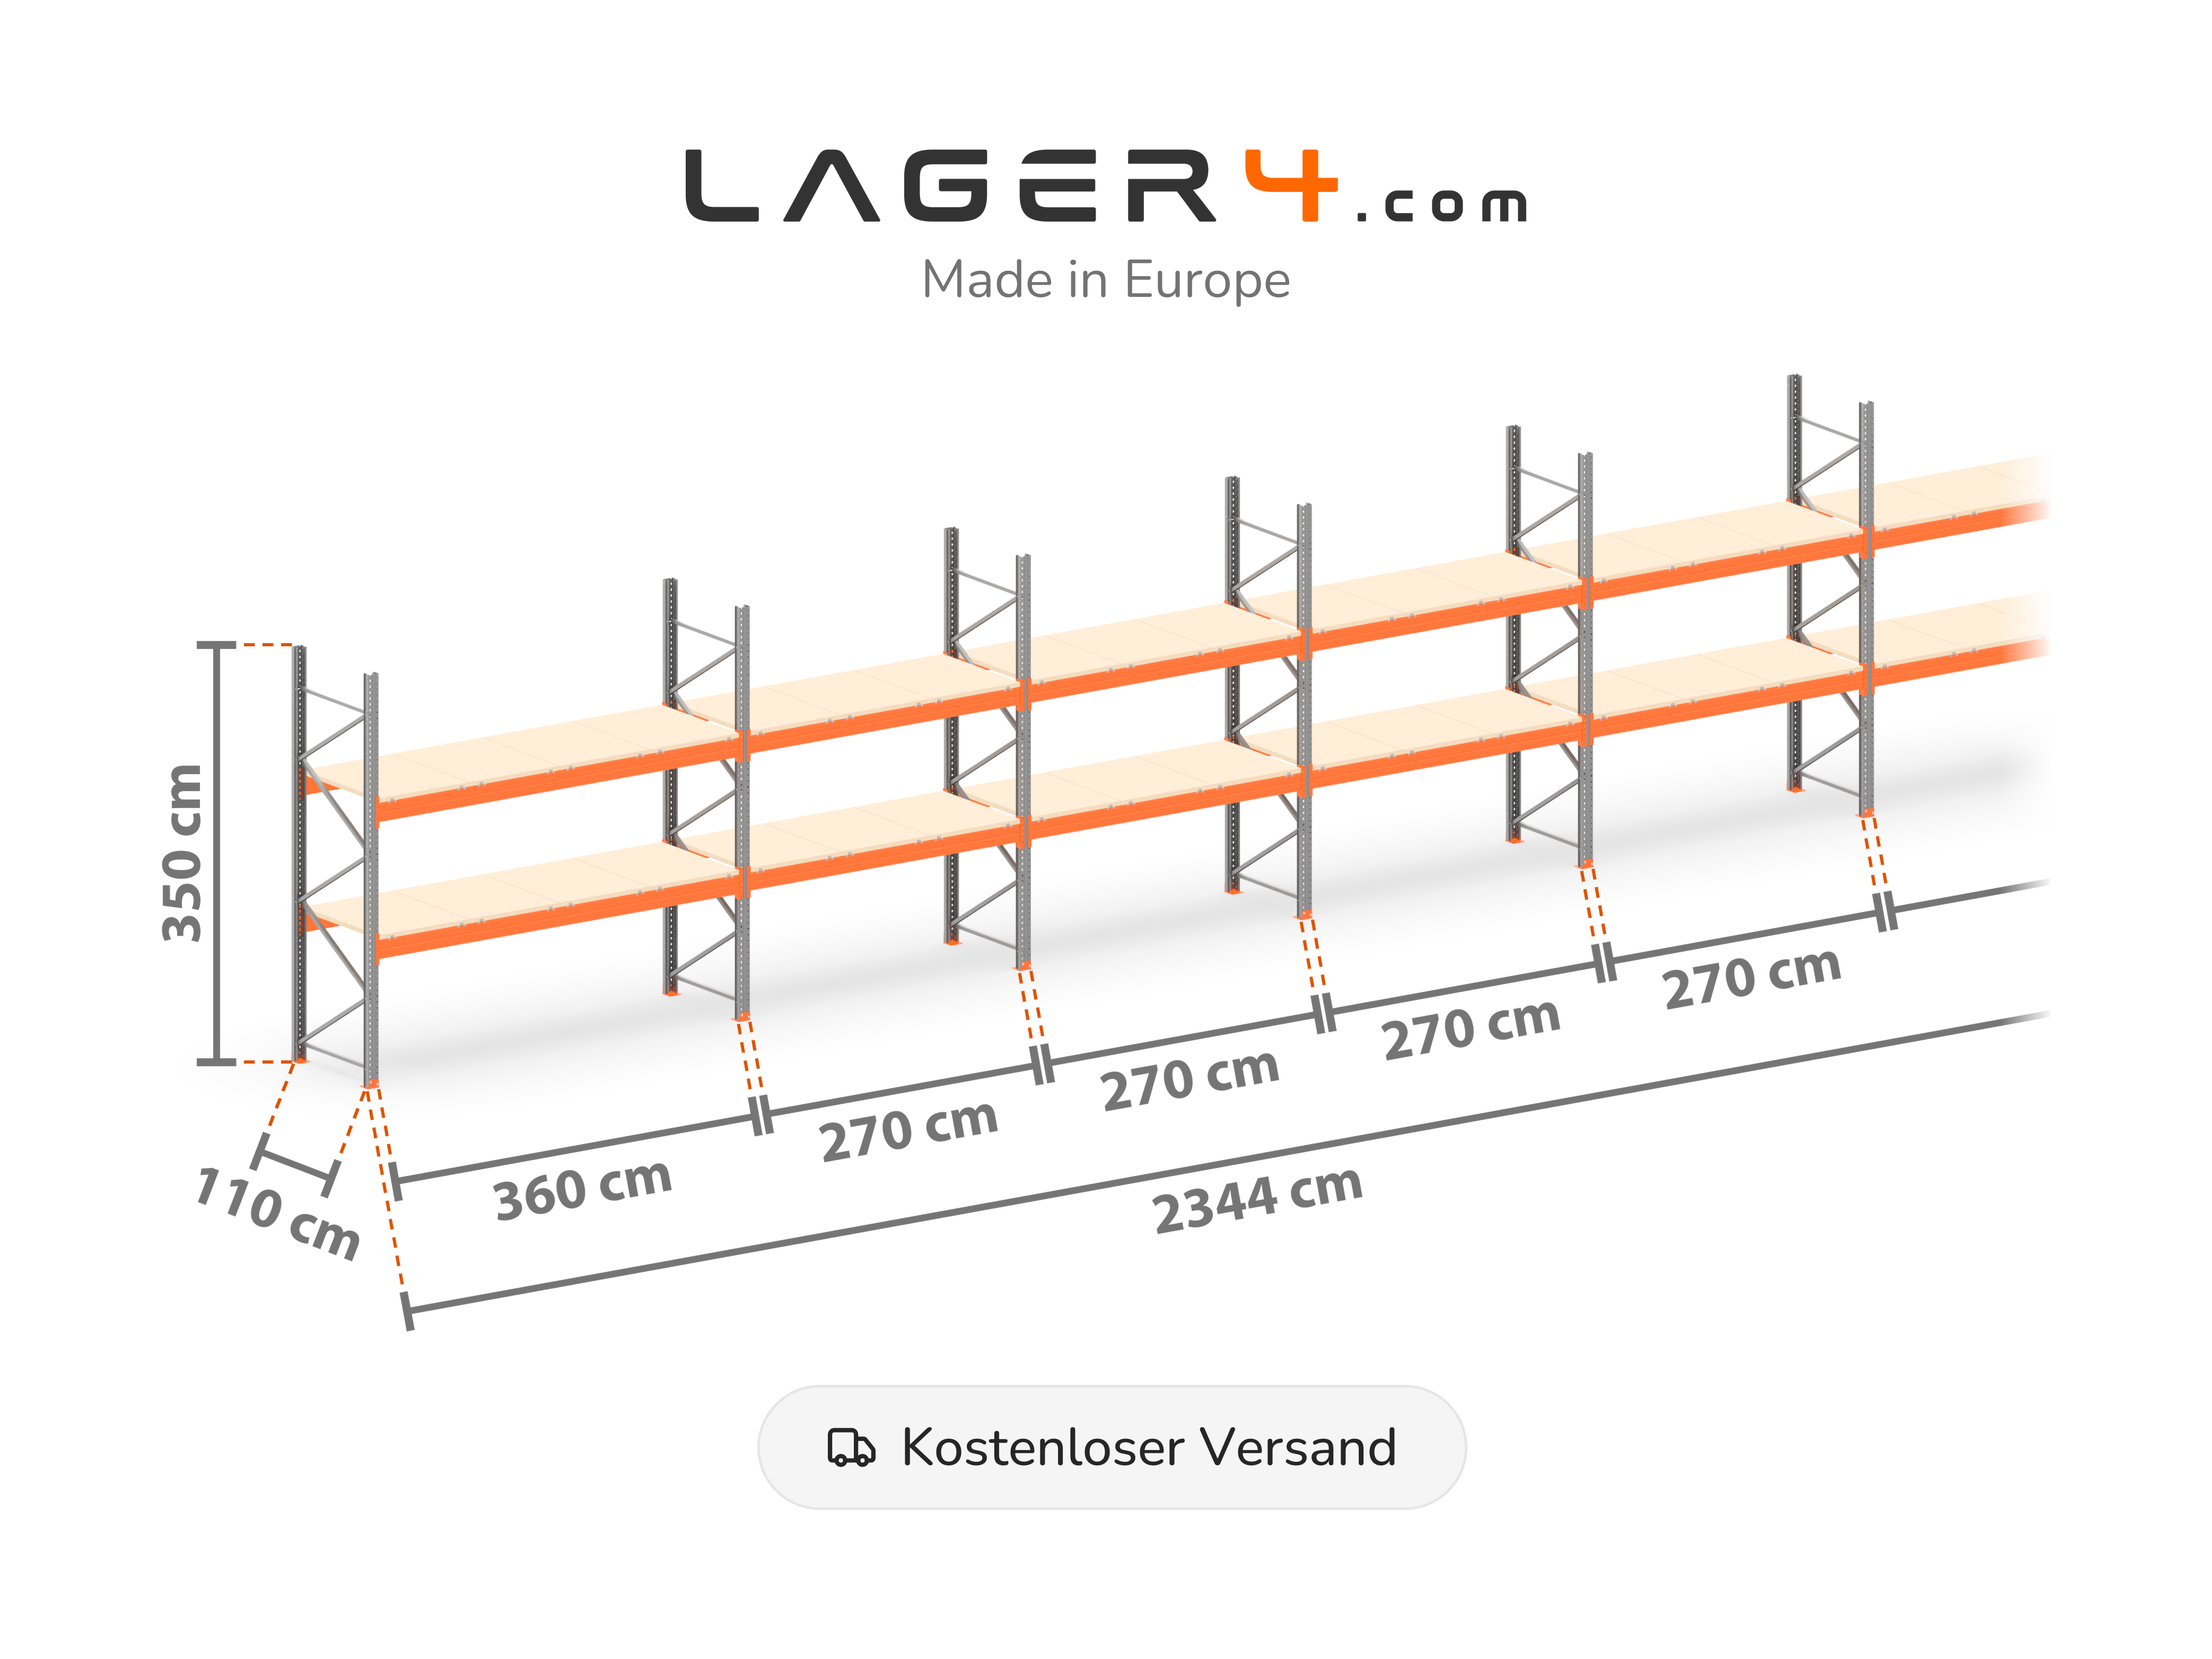 LAGER4.com
Made in Europe
350 cm
110 cm
360 cm
270 cm
270 cm
270 cm
270 cm
2344 cm
Kostenloser Versand